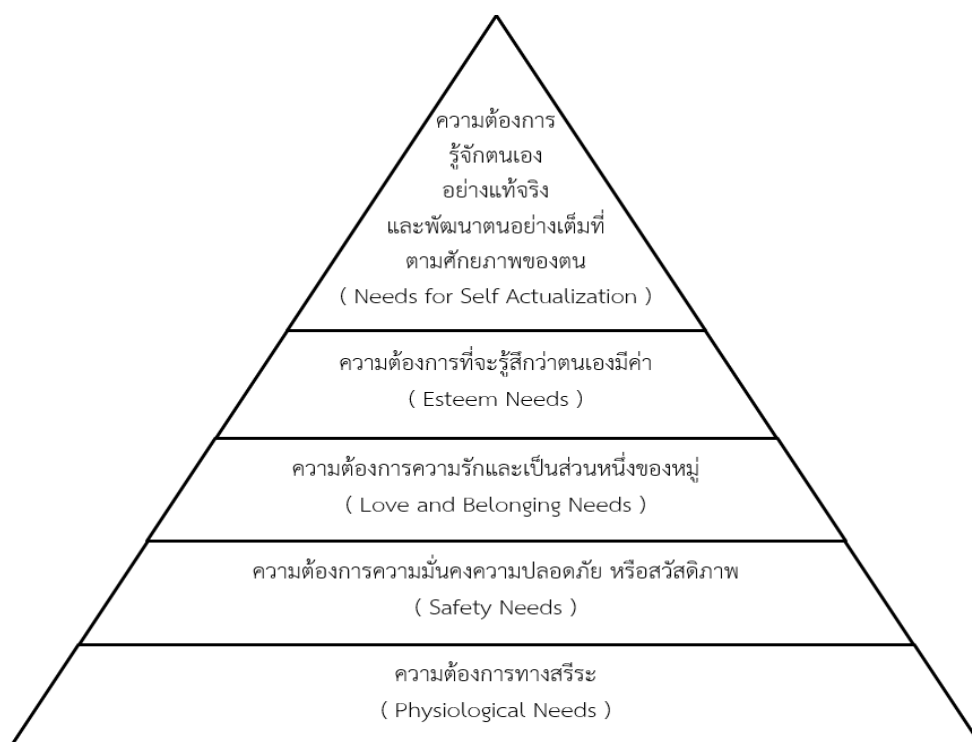 ความต้องการ
รู้จักตนเอง
อย่างแท้จริง
และพัฒนาตนอย่างเต็มที่
ตามศักยภาพของตน
( Needs for Self Actualization )
ความต้องการที่จะรู้สึกว่าตนเองมีค่า
( Esteem Needs )
ความต้องการความรักและเป็นส่วนหนึ่งของหมู่
( Love and Belonging Needs )
ความต้องการความมั่นคงความปลอดภัย หรือสวัสดิภาพ
( Safety Needs )
ความต้องการทางสรีระ
( Physiological Needs )